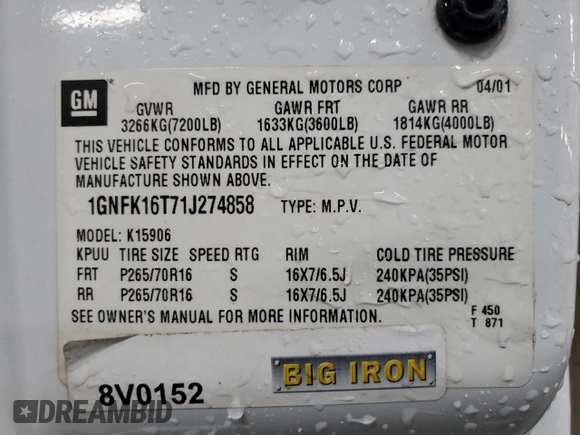 GM
MFD BY GENERAL MOTORS CORP 04/01
GVWR GAWR FRT GAWR RR
3266KG(7200LB) 1633KG(3600LB) 1814KG(4000LB)
THIS VEHICLE CONFORMS TO ALL APPLICABLE U.S. FEDERAL MOTOR
VEHICLE SAFETY STANDARDS IN EFFECT ON THE DATE OF
MANUFACTURE SHOWN ABOVE.
1GNFK16T71J274858 TYPE: M.P.V.
MODEL: K15906
KPUU TIRE SIZE SPEED RTG RIM COLD TIRE PRESSURE
FRT P265/70R16 S 16X7/6.5J 240KPA(35PSI)
RR P265/70R16 S 16X7/6.5J 240KPA(35PSI)
SEE OWNER'S MANUAL FOR MORE INFORMATION.
F 450
T 871
8V0152
BIG IRON
DREAMBID